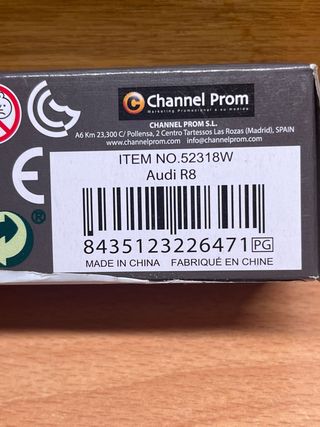 Channel Prom
Marketing Promocional a su medida
CHANNEL PROM S.L.
A6 Km 23,300 C/ Pollensa, 2 Centro Tartessos Las Rozas (Madrid), SPAIN
www.channelprom.com / info@channelprom.com
ITEM NO.52318W
Audi R8
8435123226471 PG
MADE IN CHINA FABRIQUÉ EN CHINE
CE
®